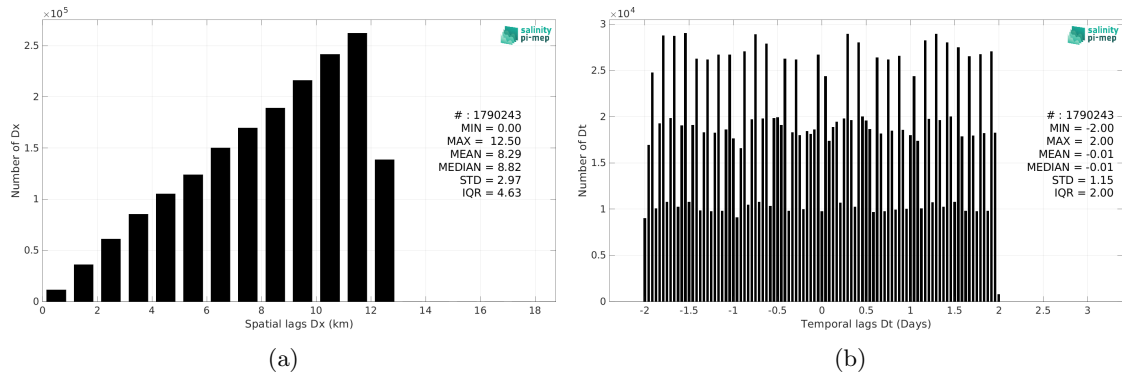 ×10⁵
2.5
2
1.5
1
0.5
0
0 2 4 6 8 10 12 14 16 18
Number of Dx
Spatial lags Dx (km)
salinity
pi-mep
# : 1790243
MIN = 0.00
MAX = 12.50
MEAN = 8.29
MEDIAN = 8.82
STD = 2.97
IQR = 4.63
(a)
×10⁴
3
2.5
2
1.5
1
0.5
0
-2 -1.5 -1 -0.5 0 0.5 1 1.5 2 2.5 3
Number of Dt
Temporal lags Dt (Days)
salinity
pi-mep
# : 1790243
MIN = -2.00
MAX = 2.00
MEAN = -0.01
MEDIAN = -0.01
STD = 1.15
IQR = 2.00
(b)